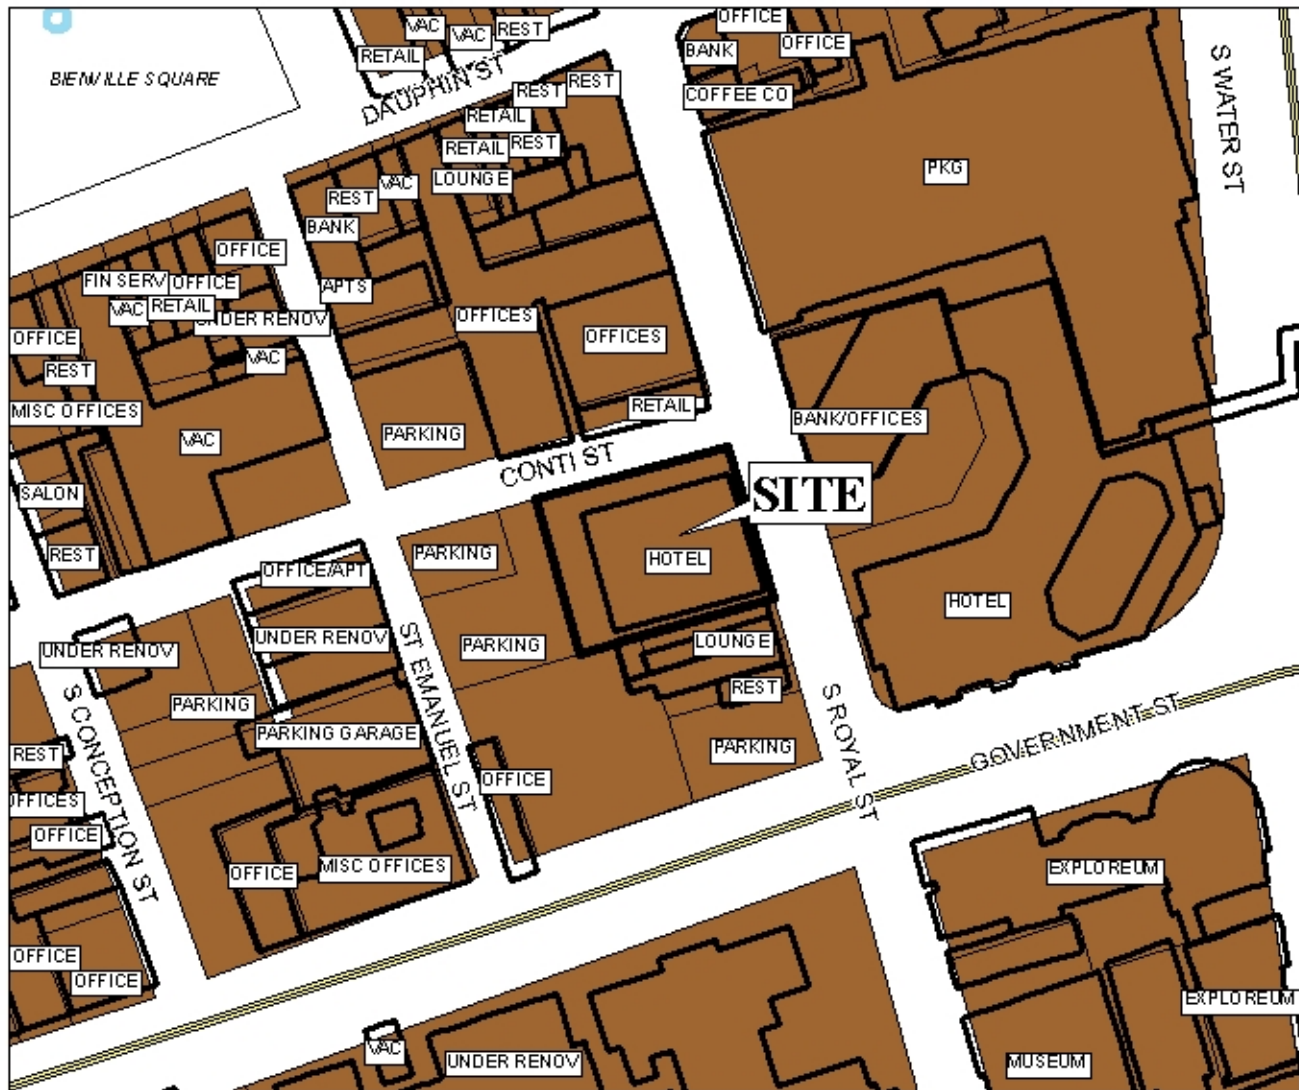 OFFICE
VAC
VAC
REST
BANK
OFFICE
RETAIL
BIENVILLE SQUARE
DAUPHIN ST
COFFEE CO
S WATER ST
REST
REST
RETAIL
RETAIL
REST
PKG
VAC
LOUNGE
REST
BANK
OFFICE
FIN SERV
OFFICE
APTS
VAC
RETAIL
UNDER RENOV
OFFICES
OFFICE
OFFICES
VAC
REST
MISC OFFICES
RETAIL
BANK/OFFICES
VAC
PARKING
CONTI ST
SALON
SITE
REST
PARKING
HOTEL
OFFICE/APT
HOTEL
UNDER RENOV
UNDER RENOV
ST EMANUEL ST
PARKING
LOUNGE
REST
S CONCEPTION ST
PARKING
S ROYAL ST
PARKING GARAGE
PARKING
GOVERNMENT ST
REST
OFFICE
OFFICES
OFFICE
OFFICE
MISC OFFICES
EXPLOREUM
OFFICE
OFFICE
EXPLOREUM
VAC
UNDER RENOV
MUSEUM